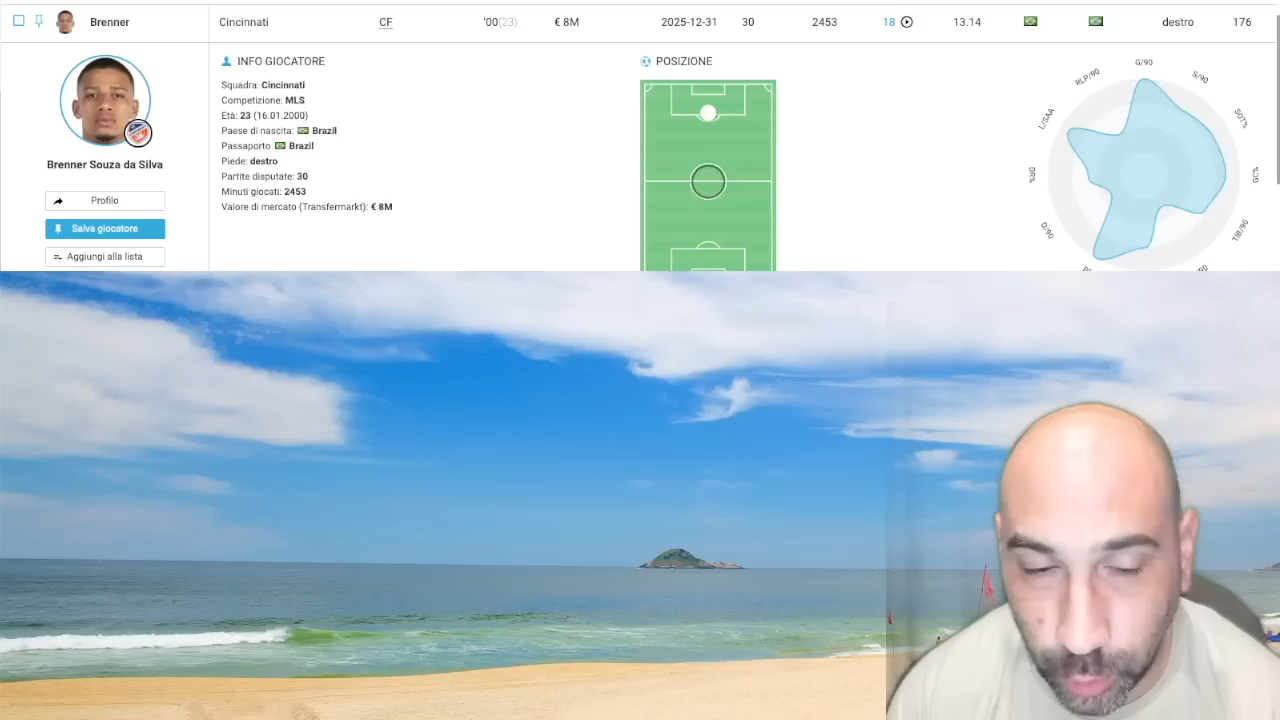 Brenner Cincinnati CF '00(23) € 8M 2025-12-31 30 2453 18 13.14 destro 176
Brenner Souza da Silva
Profilo
Salva giocatore
Aggiungi alla lista
INFO GIOCATORE
Squadra: Cincinnati
Competizione: MLS
Età: 23 (16.01.2000)
Paese di nascita: Brazil
Passaporto Brazil
Piede: destro
Partite disputate: 30
Minuti giocati: 2453
Valore di mercato (Transfermarkt): € 8M
POSIZIONE
G/90
S/90
SOT%
GC%
TIB/90
D/90
DR%
L/SAA
RLP/90